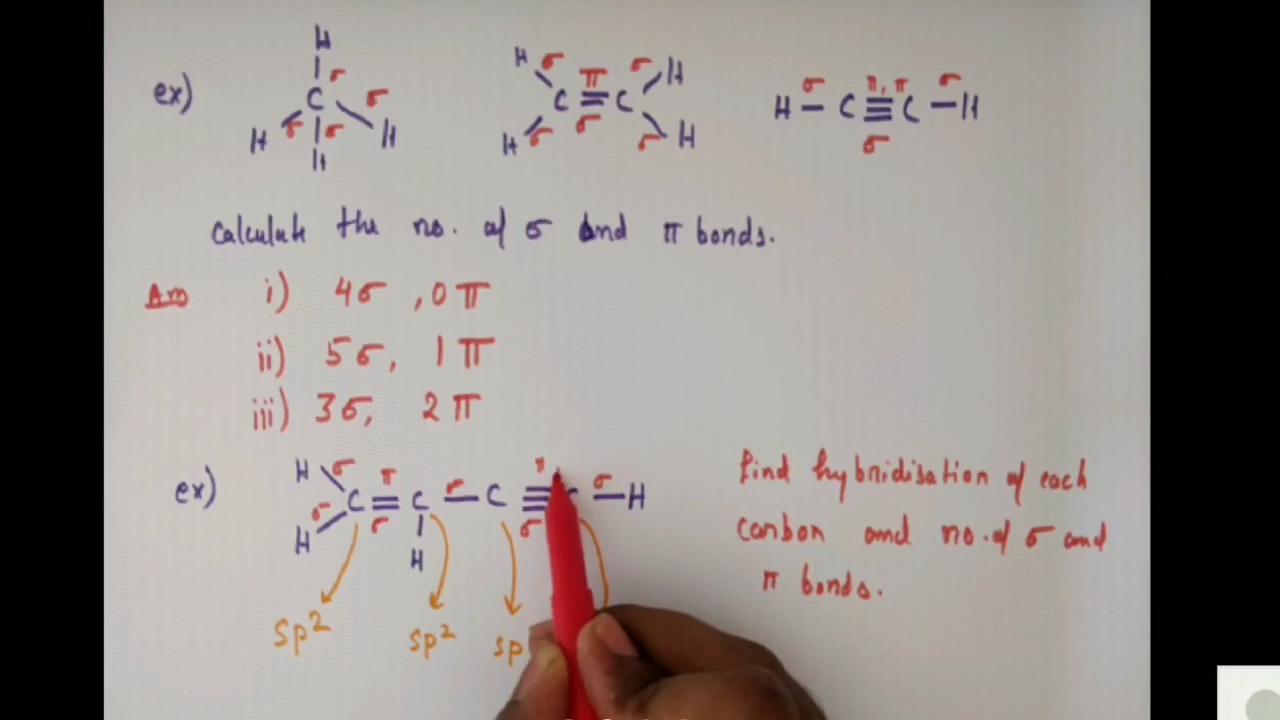 H
σ
H σ π σ H
σ π, π σ
ex) C σ C = C H - C ≡ C - H
H σ σ H H σ σ σ H σ
H
Calculate the no. of σ and π bonds.
Ans i) 4σ , 0π
ii) 5σ, 1π
iii) 3σ, 2π
H σ π π
ex) σ C = C σ - C ≡ σ - H
H σ H σ
sp² sp² sp
Find hybridisation of each
carbon and no. of σ and
π bonds.